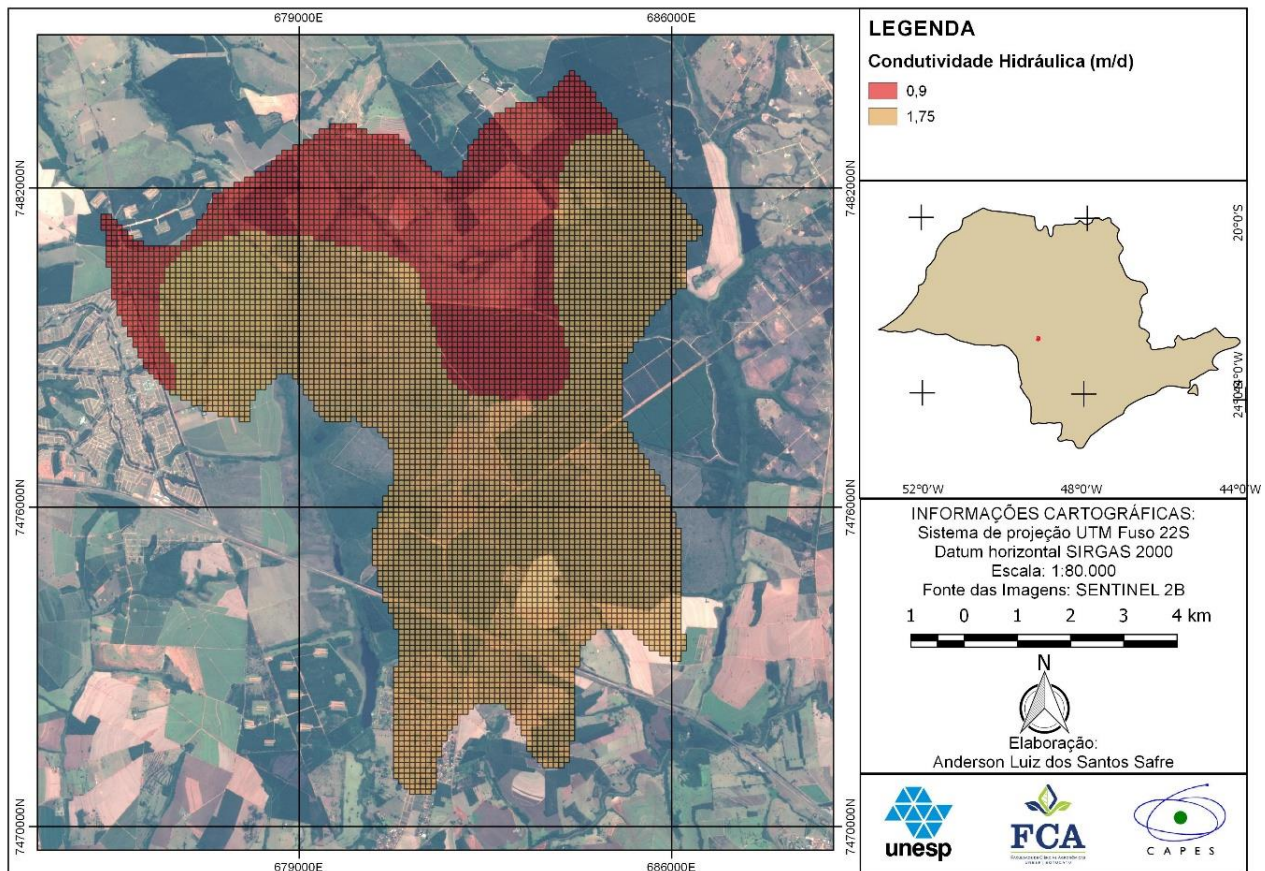 679000E
686000E
7482000N
7482000N
7476000N
7476000N
7470000N
7470000N
679000E
686000E
LEGENDA
Condutividade Hidráulica (m/d)
0,9
1,75
20°0'S
52°0'W
48°0'W
44°0'W
INFORMAÇÕES CARTOGRÁFICAS:
Sistema de projeção UTM Fuso 22S
Datum horizontal SIRGAS 2000
Escala: 1:80.000
Fonte das Imagens: SENTINEL 2B
1 0 1 2 3 4 km
N
Elaboração:
Anderson Luiz dos Santos Safre
unesp
FCA
CAPES